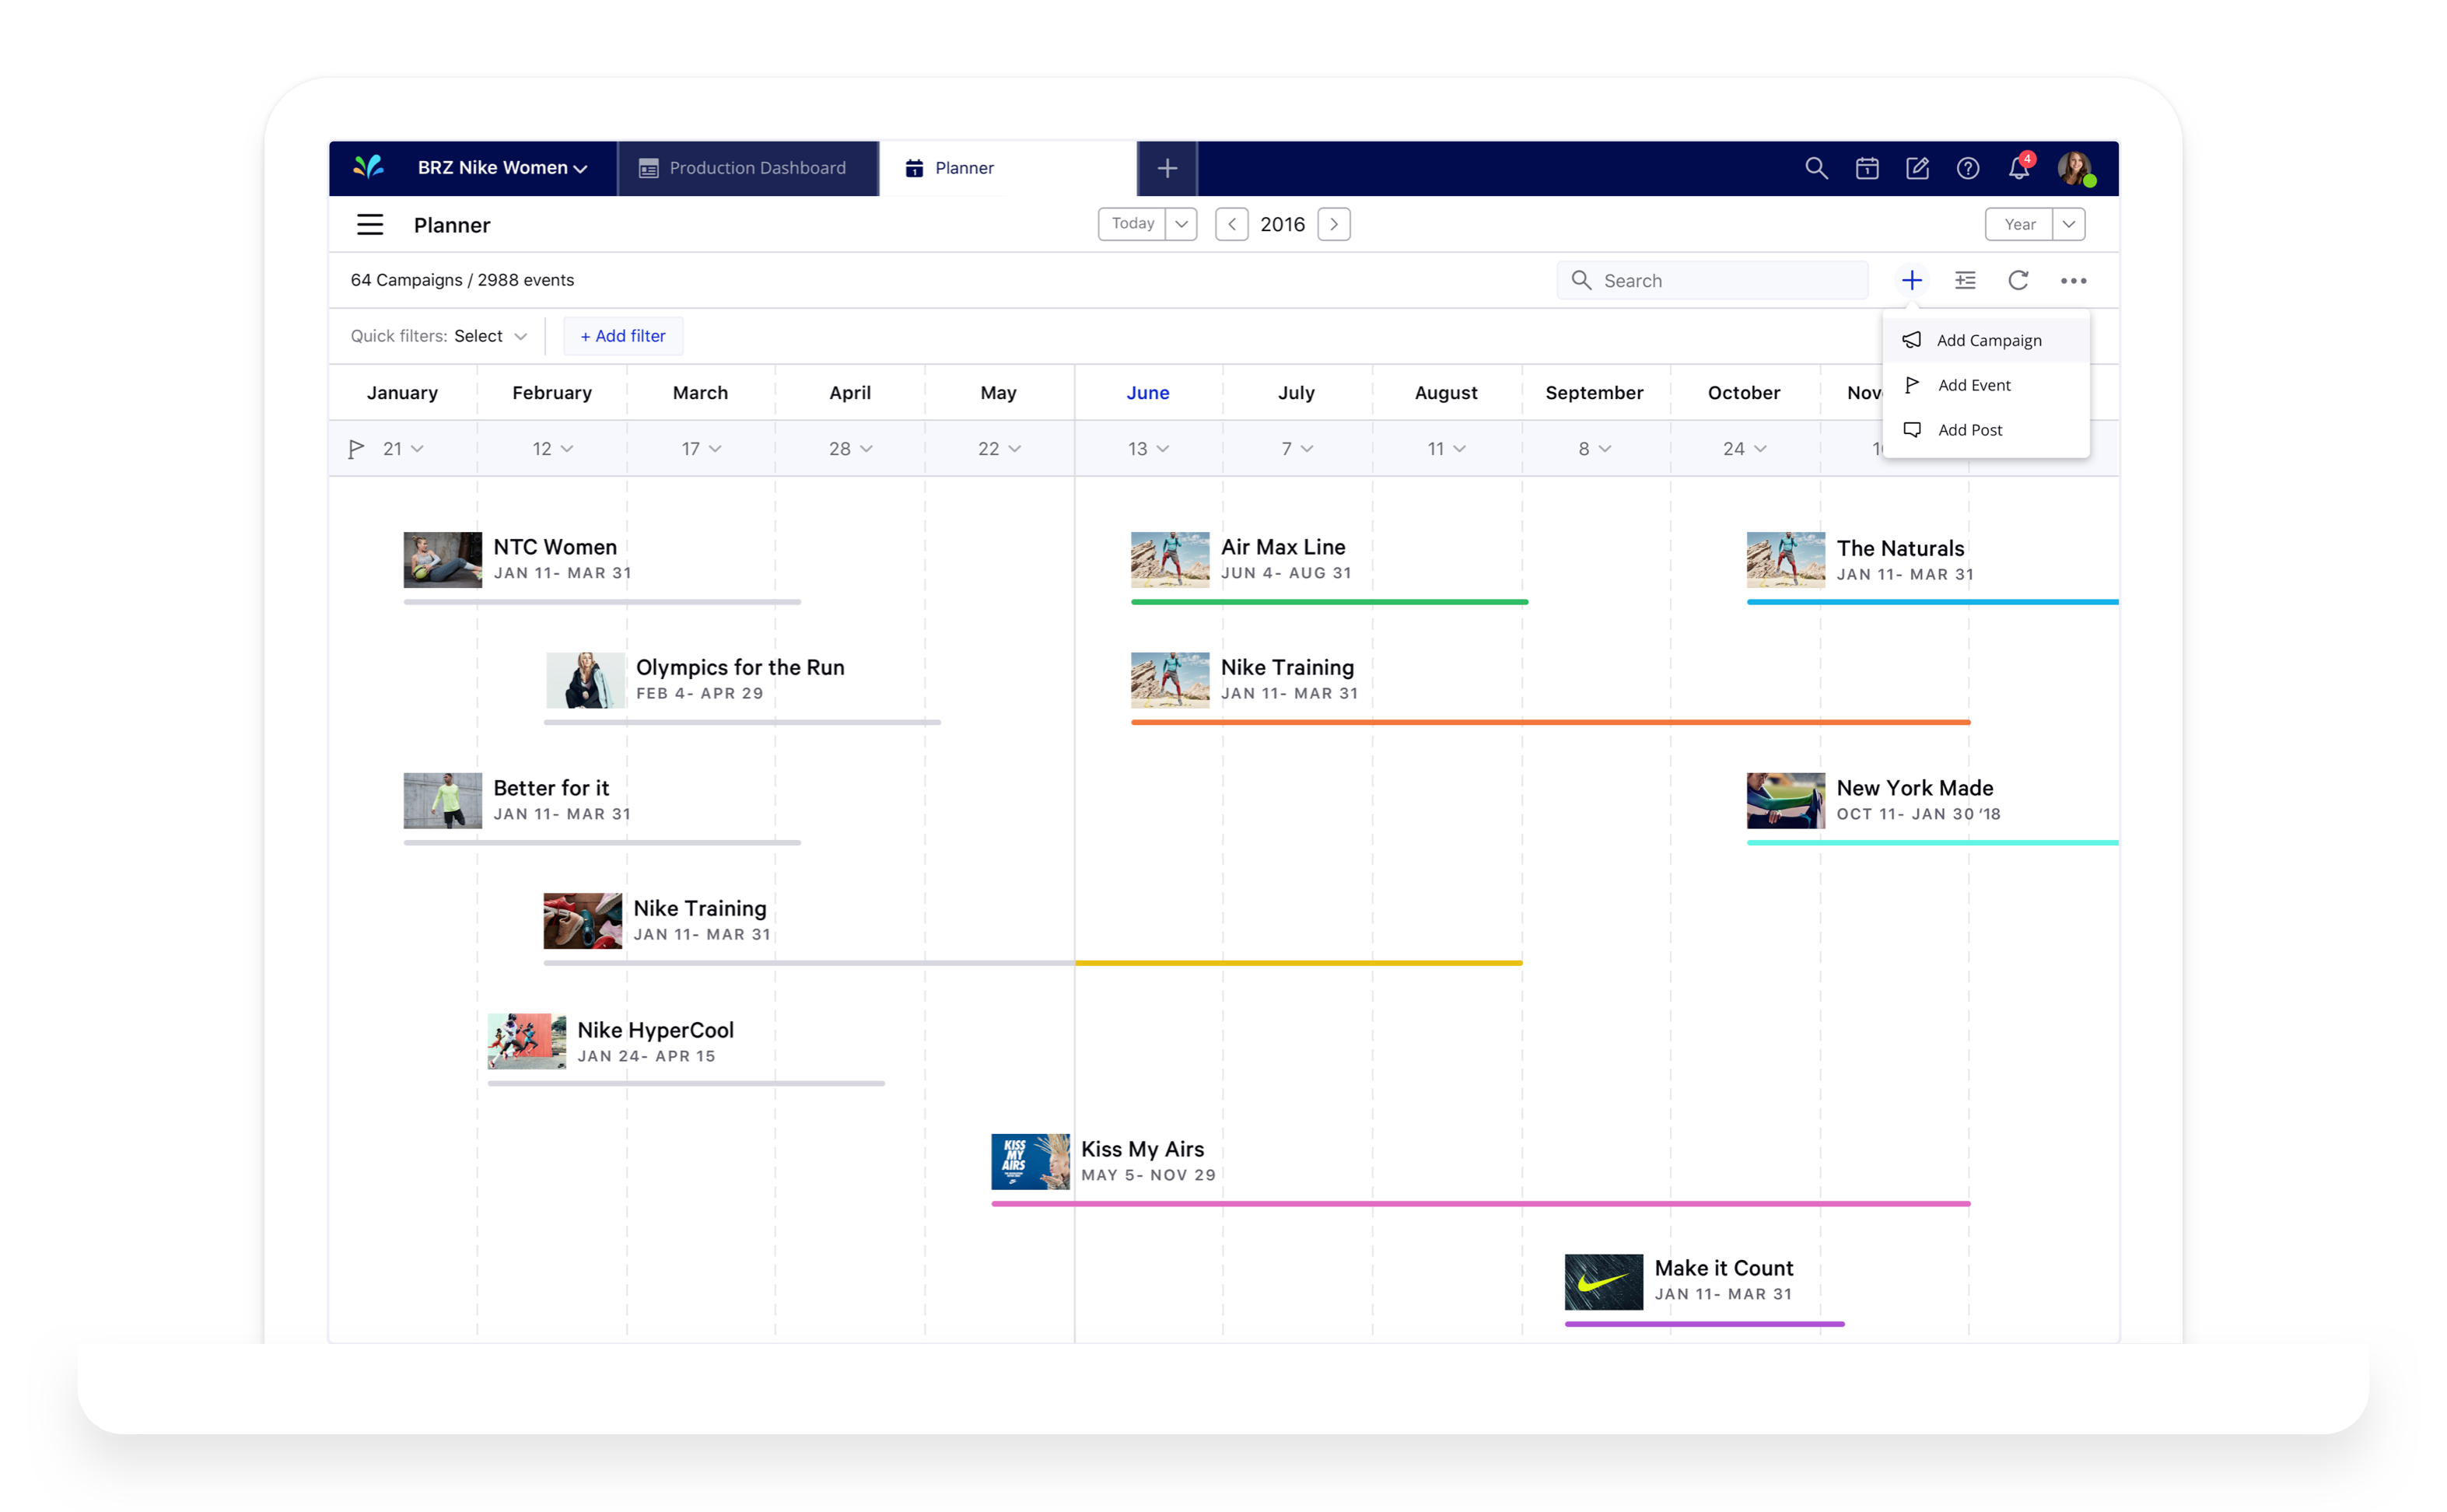 BRZ Nike Women
Production Dashboard
Planner
4
Planner
Today
2016
Year
64 Campaigns / 2988 events
Search
Quick filters: Select
+ Add filter
Add Campaign
Add Event
Add Post
January February March April May June July August September October
21 12 17 28 22 13 7 11 8 24
NTC Women
JAN 11- MAR 31
Air Max Line
JUN 4- AUG 31
The Naturals
JAN 11- MAR 31
Olympics for the Run
FEB 4- APR 29
Nike Training
JAN 11- MAR 31
Better for it
JAN 11- MAR 31
New York Made
OCT 11- JAN 30 ‘18
Nike Training
JAN 11- MAR 31
Nike HyperCool
JAN 24- APR 15
KISS
MY
AIRS
Kiss My Airs
MAY 5- NOV 29
Make it Count
JAN 11- MAR 31